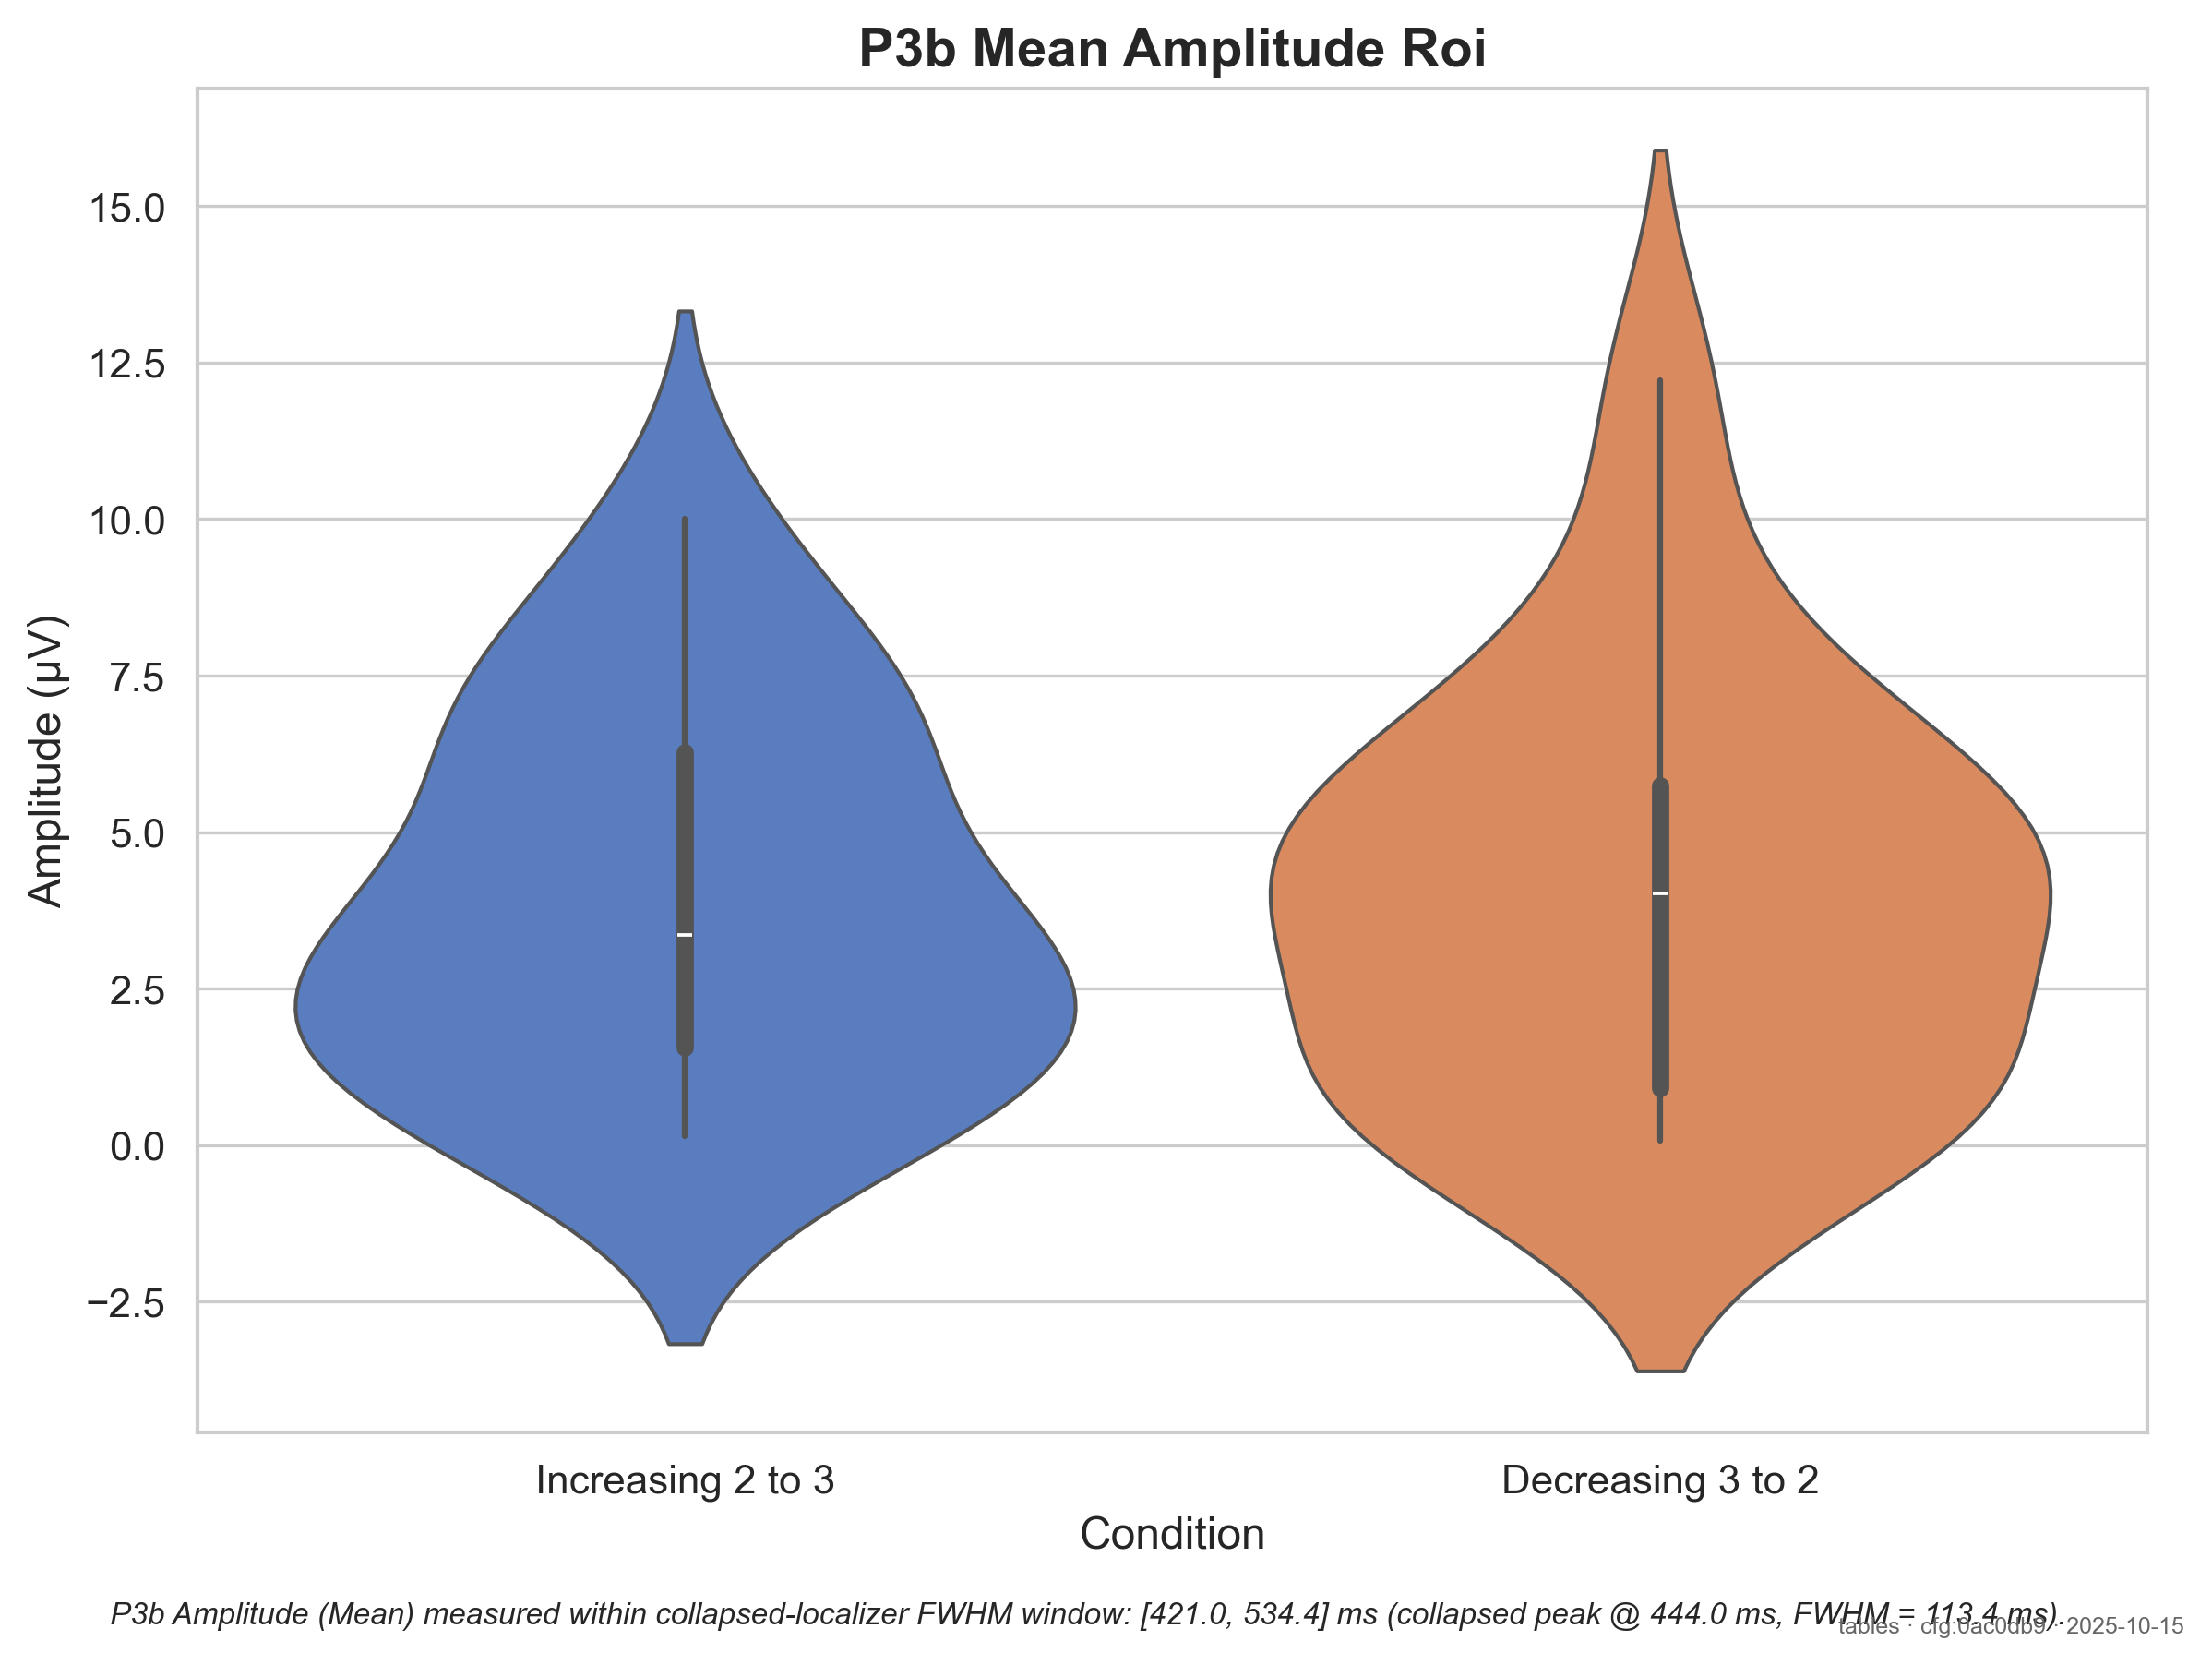 P3b Mean Amplitude Roi
15.0
12.5
10.0
7.5
5.0
2.5
0.0
−2.5
Amplitude (µV)
Increasing 2 to 3
Decreasing 3 to 2
Condition
P3b Amplitude (Mean) measured within collapsed-localizer FWHM window: [421.0, 534.4] ms (collapsed peak @ 444.0 ms, FWHM = 113.4 ms).
tables · cfg:0ac0db9 · 2025-10-15